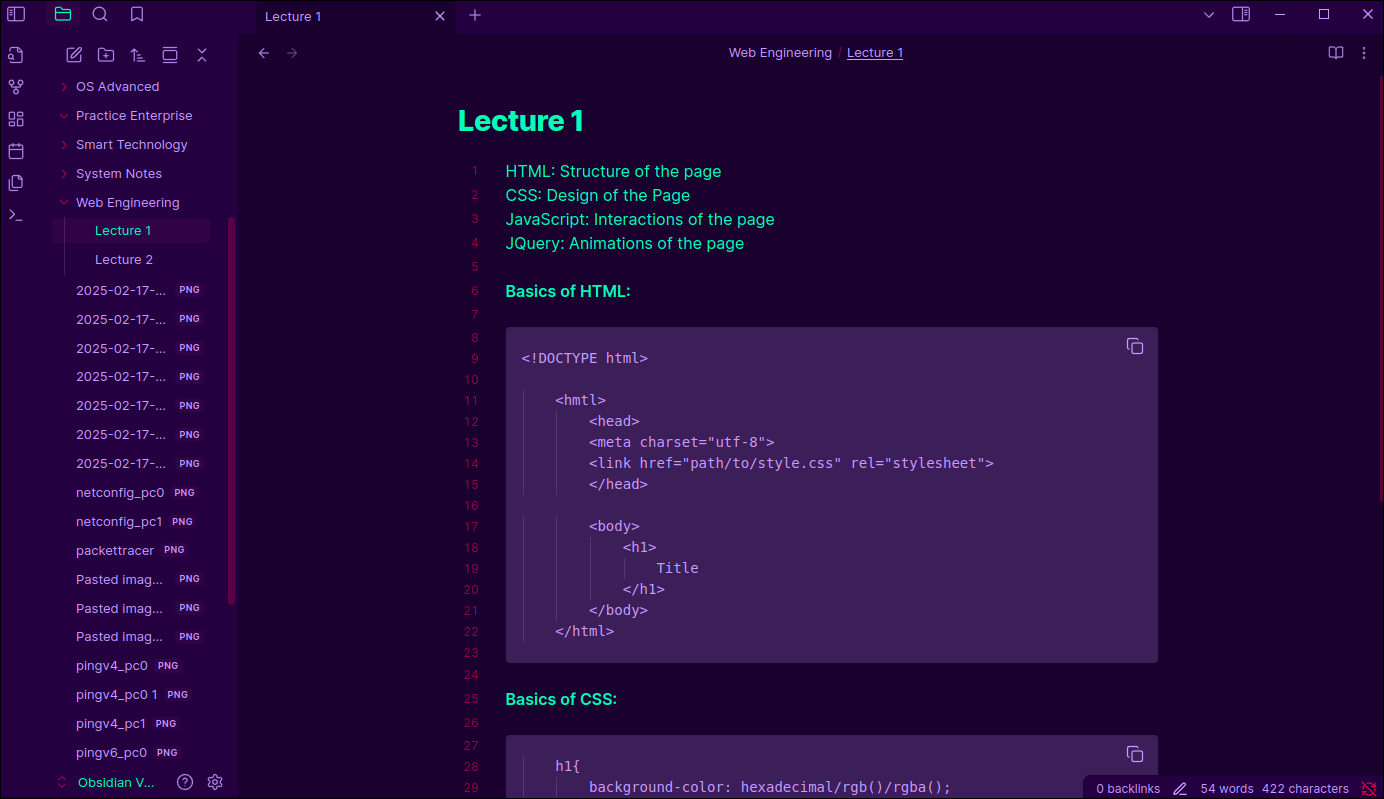 Lecture 1
Web Engineering / Lecture 1
OS Advanced
Practice Enterprise
Smart Technology
System Notes
Web Engineering
Lecture 1
Lecture 2
2025-02-17-... PNG
2025-02-17-... PNG
2025-02-17-... PNG
2025-02-17-... PNG
2025-02-17-... PNG
2025-02-17-... PNG
2025-02-17-... PNG
netconfig_pc0 PNG
netconfig_pc1 PNG
packettracer PNG
Pasted imag... PNG
Pasted imag... PNG
Pasted imag... PNG
pingv4_pc0 PNG
pingv4_pc0 1 PNG
pingv4_pc1 PNG
pingv6_pc0 PNG
Obsidian V...
Lecture 1
1 HTML: Structure of the page
2 CSS: Design of the Page
3 JavaScript: Interactions of the page
4 JQuery: Animations of the page
5
6 Basics of HTML:
7
8
9 <!DOCTYPE html>
10
11 <hmtl>
12 <head>
13 <meta charset="utf-8">
14 <link href="path/to/style.css" rel="stylesheet">
15 </head>
16
17 <body>
18 <h1>
19 Title
20 </h1>
21 </body>
22 </html>
23
24
25 Basics of CSS:
26
27
28 h1{
29 background-color: hexadecimal/rgb()/rgba();
0 backlinks 54 words 422 characters